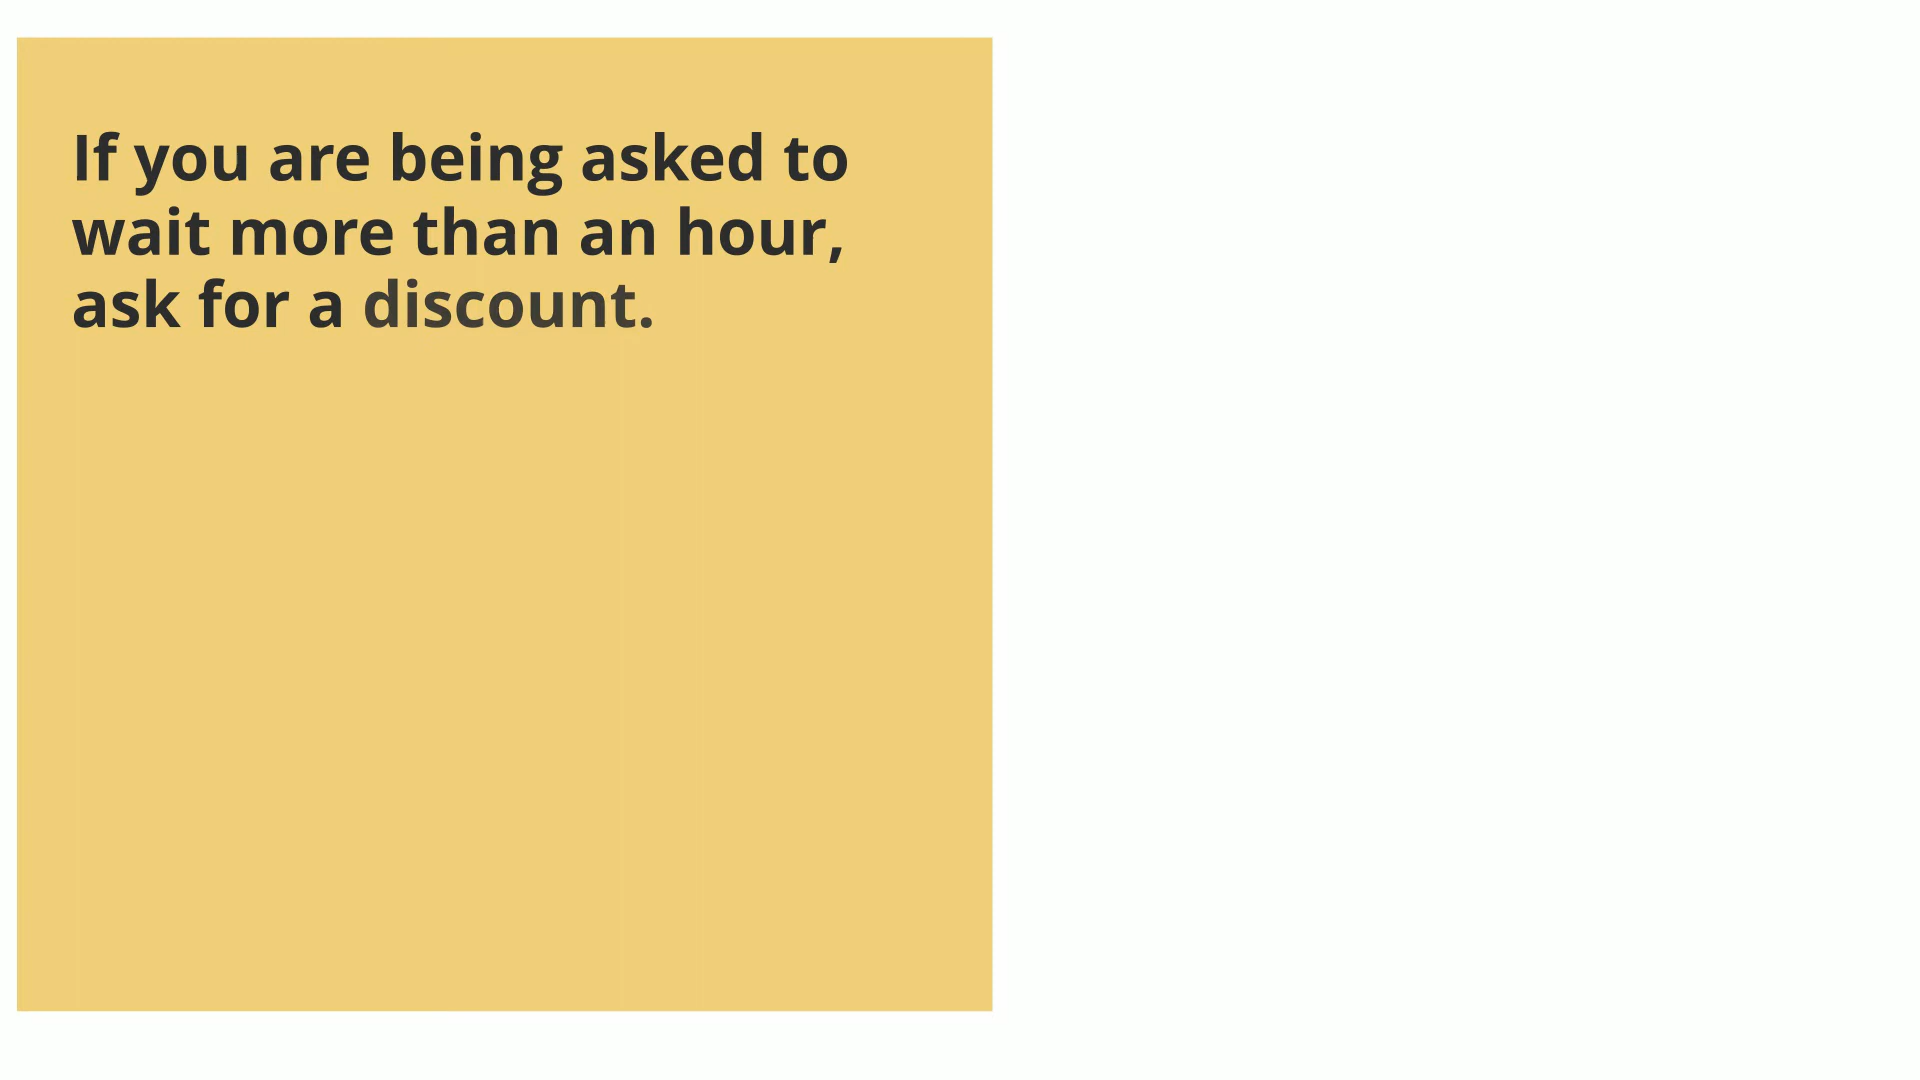 If you are being asked to
wait more than an hour,
ask for a discount.